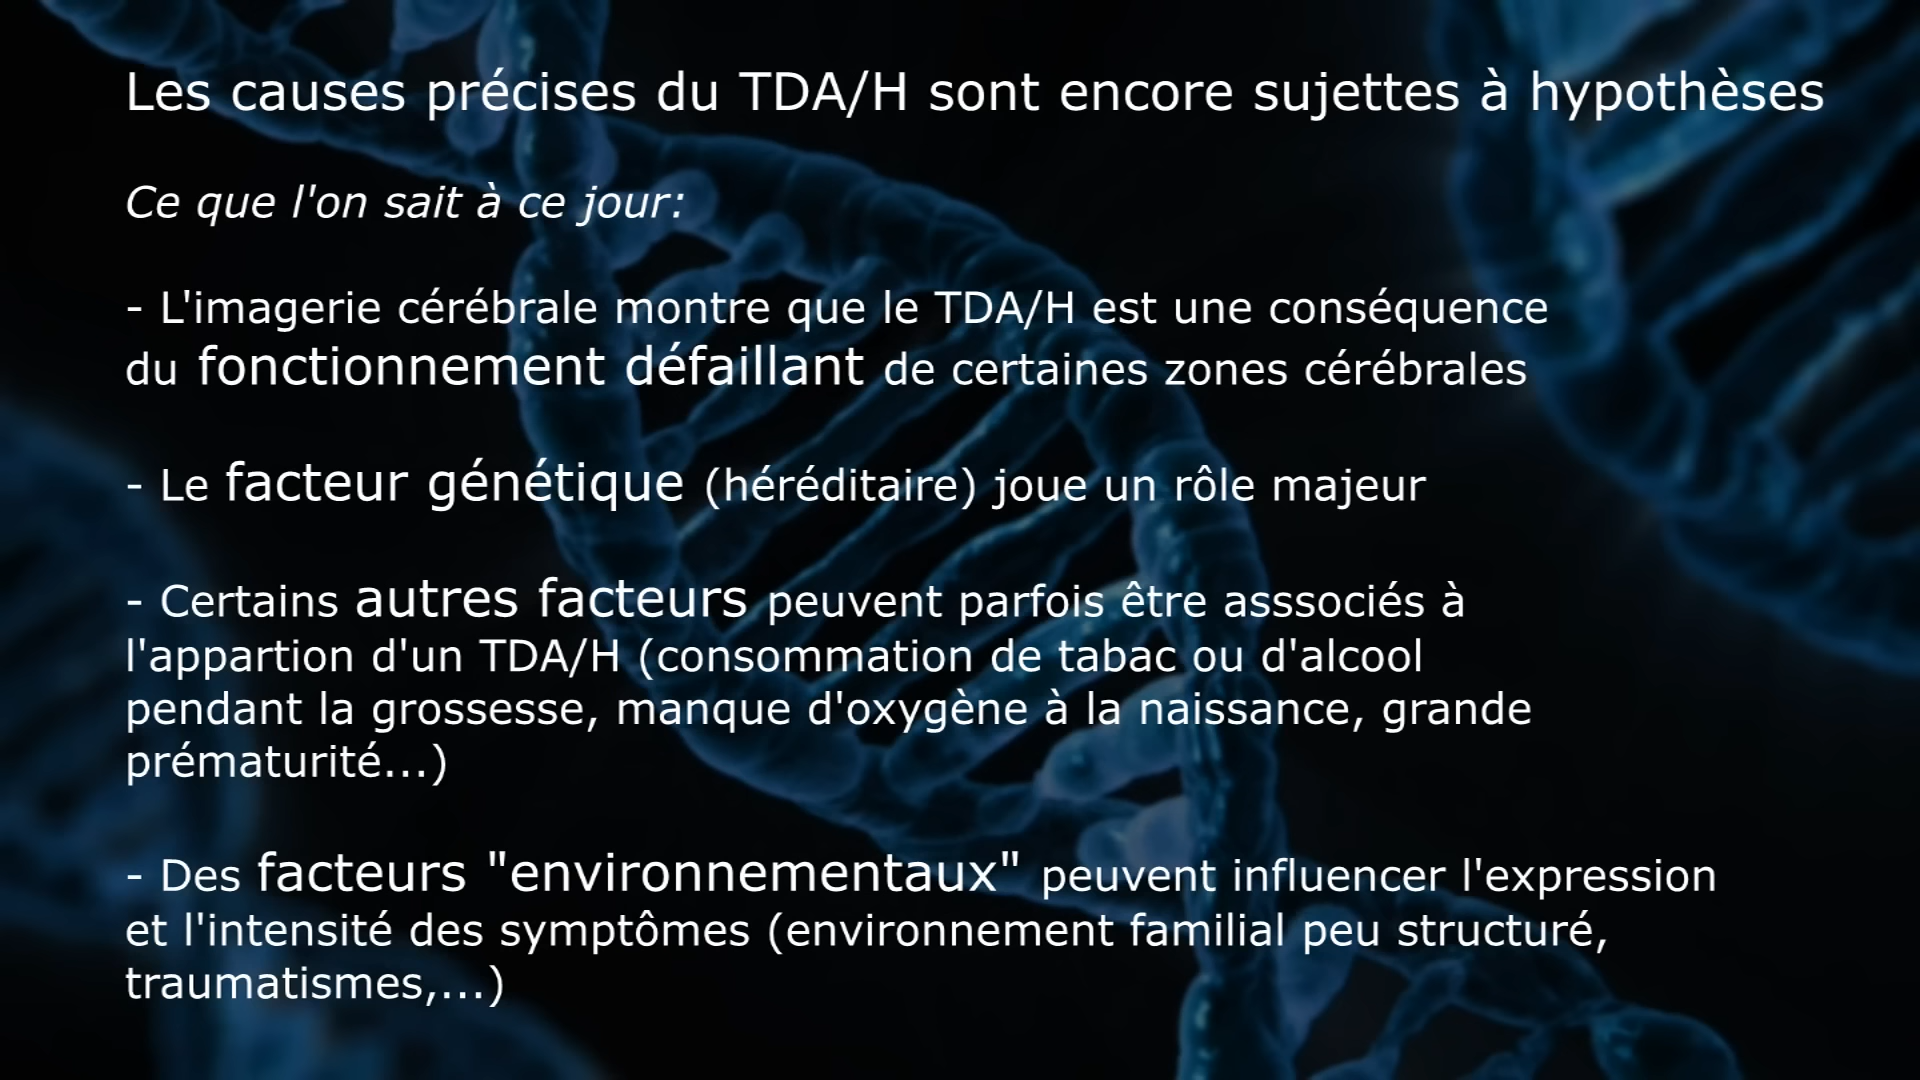 Les causes précises du TDA/H sont encore sujettes à hypothèses
Ce que l'on sait à ce jour:
- L'imagerie cérébrale montre que le TDA/H est une conséquence
du fonctionnement défaillant de certaines zones cérébrales
- Le facteur génétique (héréditaire) joue un rôle majeur
- Certains autres facteurs peuvent parfois être asssociés à
l'appartion d'un TDA/H (consommation de tabac ou d'alcool
pendant la grossesse, manque d'oxygène à la naissance, grande
prématurité...)
- Des facteurs "environnementaux" peuvent influencer l'expression
et l'intensité des symptômes (environnement familial peu structuré,
traumatismes,...)